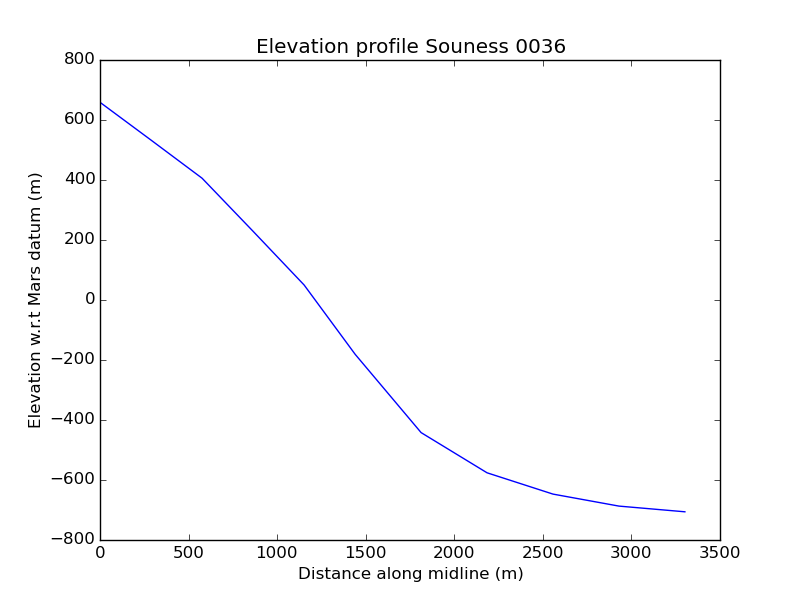 Elevation profile Souness 0036
800
600
400
200
0
−200
−400
−600
−800
Elevation w.r.t Mars datum (m)
0 500 1000 1500 2000 2500 3000 3500
Distance along midline (m)